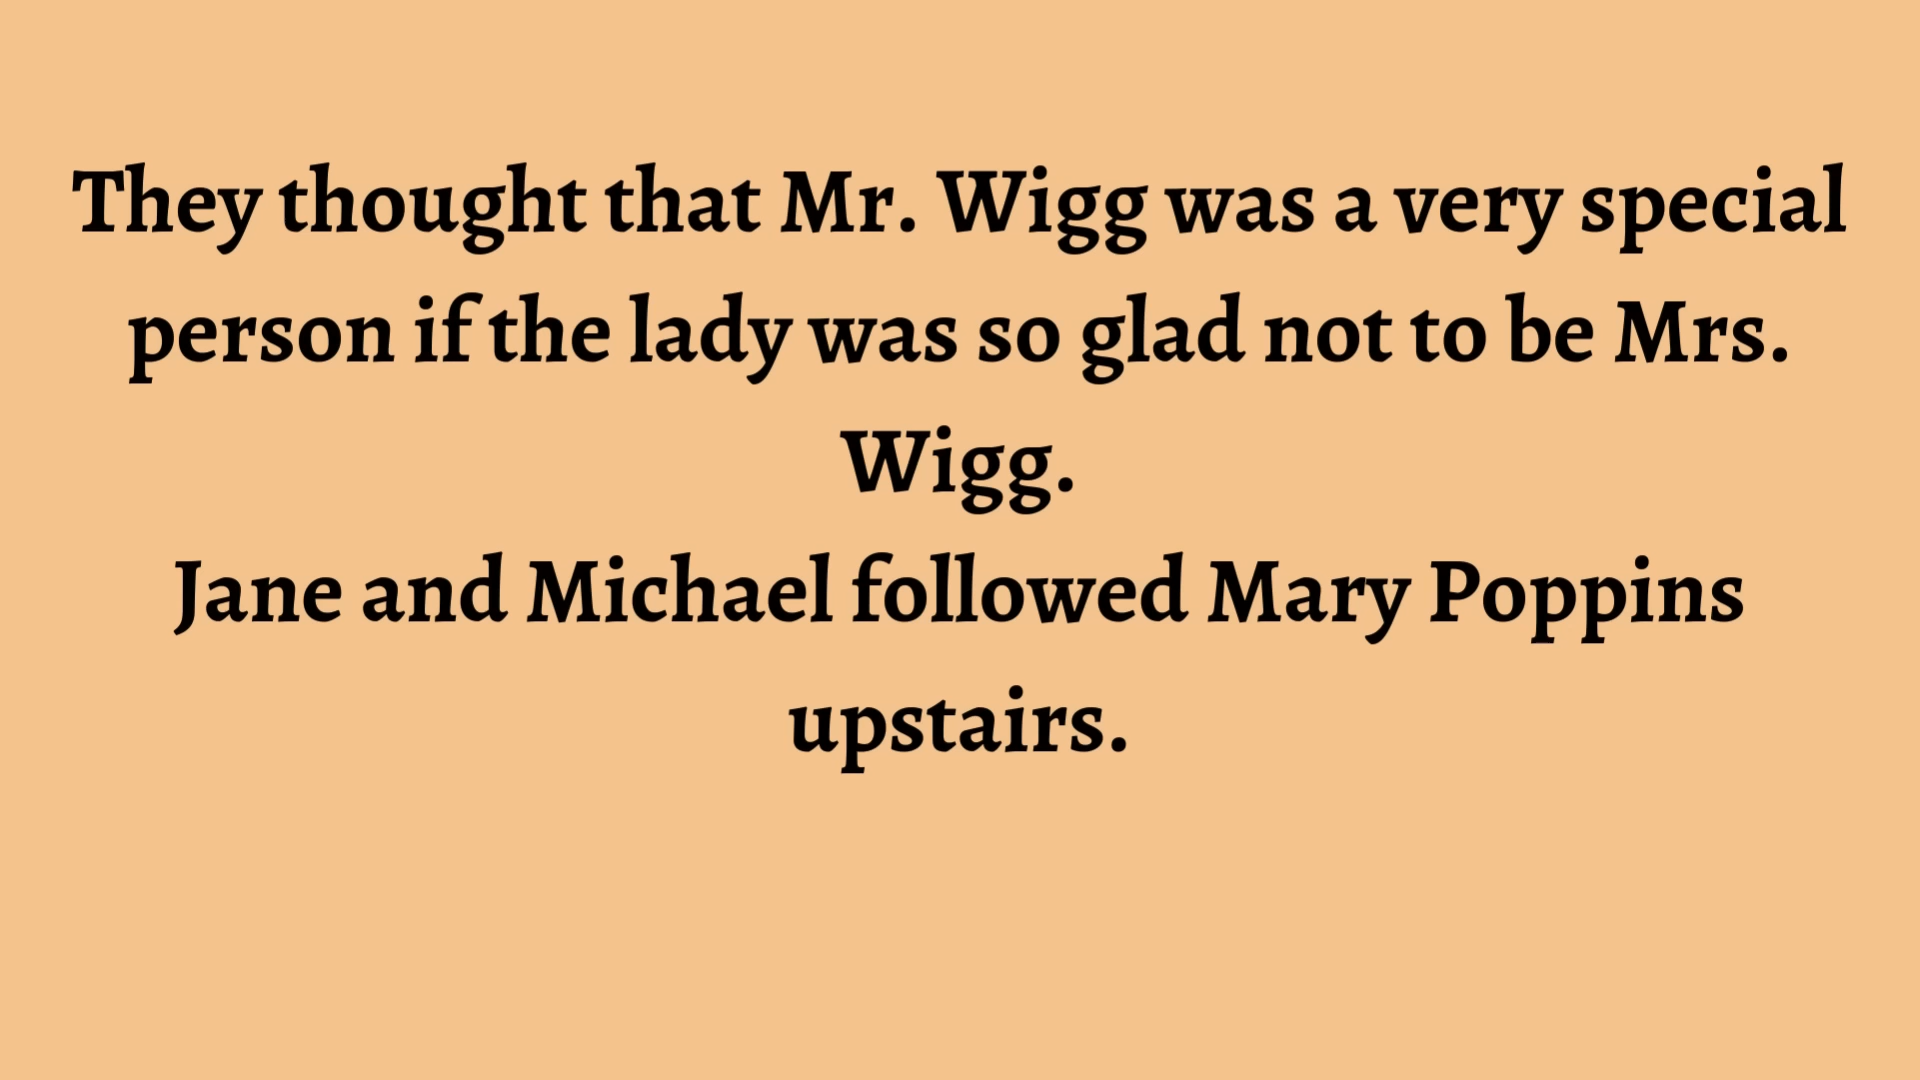 They thought that Mr. Wigg was a very special
person if the lady was so glad not to be Mrs.
Wigg.
Jane and Michael followed Mary Poppins
upstairs.